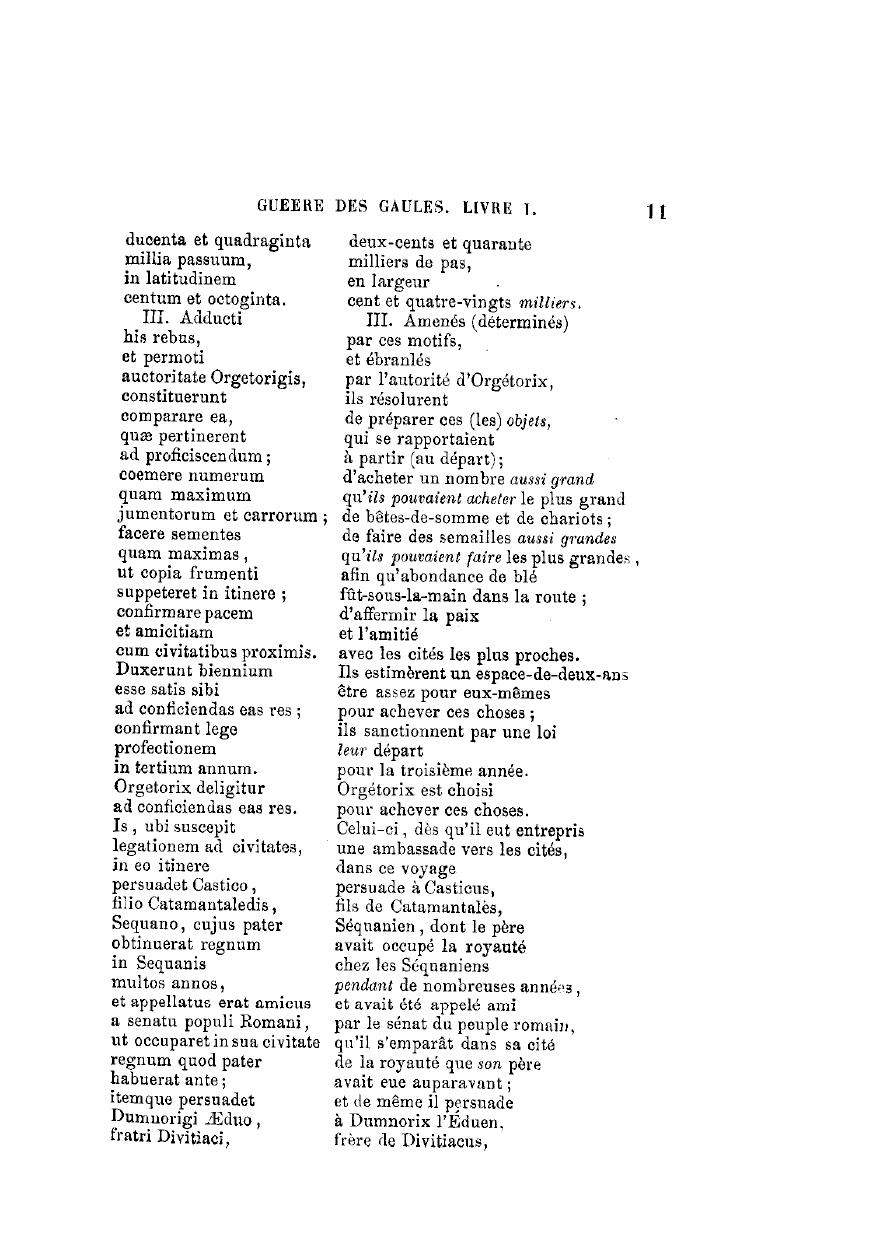 GUEERE DES GAULES. LIVRE I. 11
ducenta et quadraginta
millia passuum,
in latitudinem
centum et octoginta.
III. Adducti
his rebus,
et permoti
auctoritate Orgetorigis,
constituerunt
comparare ea,
quæ pertinerent
ad proficiscendum ;
coemere numerum
quam maximum
jumentorum et carrorum ;
facere sementes
quam maximas ,
ut copia frumenti
suppeteret in itinere ;
confirmare pacem
et amicitiam
cum civitatibus proximis.
Duxerunt biennium
esse satis sibi
ad conficiendas eas res ;
confirmant lege
profectionem
in tertium annum.
Orgetorix deligitur
ad conficiendas eas res.
Is , ubi suscepit
legationem ad civitates,
in eo itinere
persuadet Castico ,
filio Catamantaledis ,
Sequano, cujus pater
obtinuerat regnum
in Sequanis
multos annos,
et appellatus erat amicus
a senatu populi Romani ,
ut occuparet in sua civitate
regnum quod pater
habuerat ante ;
itemque persuadet
Dumnorigi Æduo ,
fratri Divitiaci,
deux-cents et quarante
milliers de pas,
en largeur
cent et quatre-vingts milliers.
III. Amenés (déterminés)
par ces motifs,
et ébranlés
par l'autorité d'Orgétorix,
ils résolurent
de préparer ces (les) objets,
qui se rapportaient
à partir (au départ) ;
d'acheter un nombre aussi grand
qu'ils pouvaient acheter le plus grand
de bêtes-de-somme et de chariots ;
de faire des semailles aussi grandes
qu'ils pouvaient faire les plus grandes ,
afin qu'abondance de blé
fût-sous-la-main dans la route ;
d'affermir la paix
et l'amitié
avec les cités les plus proches.
Ils estimèrent un espace-de-deux-ans
être assez pour eux-mêmes
pour achever ces choses ;
ils sanctionnent par une loi
leur départ
pour la troisième année.
Orgétorix est choisi
pour achever ces choses.
Celui-ci , dès qu'il eut entrepris
une ambassade vers les cités,
dans ce voyage
persuade à Casticus,
fils de Catamantalès,
Séquanien , dont le père
avait occupé la royauté
chez les Séquaniens
pendant de nombreuses années ,
et avait été appelé ami
par le sénat du peuple romain,
qu'il s'emparât dans sa cité
de la royauté que son père
avait eue auparavant ;
et de même il persuade
à Dumnorix l'Éduen,
frère de Divitiacus,